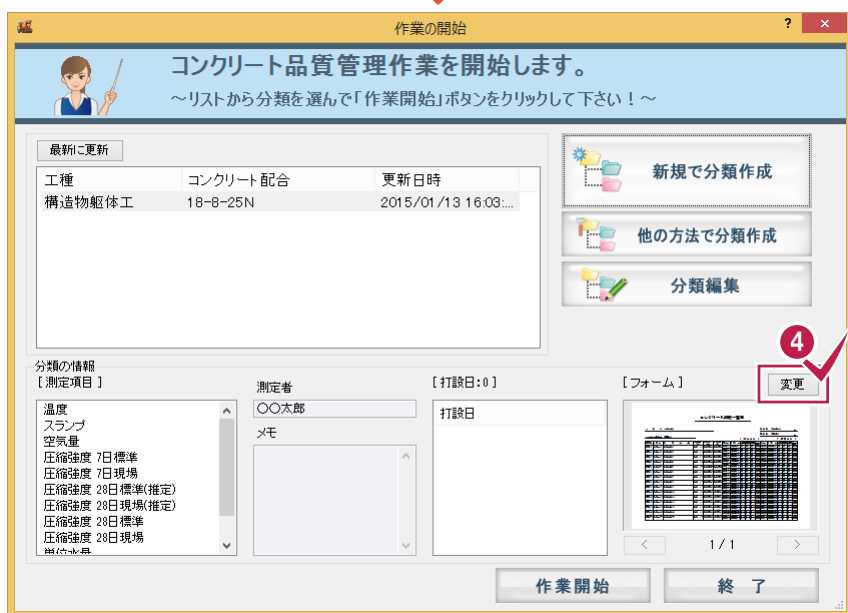 作業の開始
?
×
コンクリート品質管理作業を開始します。
~リストから分類を選んで「作業開始」ボタンをクリックして下さい!~
最新に更新
工種 コンクリート配合 更新日時
構造物躯体工 18-8-25N 2015/01/13 16:03:...
新規で分類作成
他の方法で分類作成
分類編集
4
分類の情報
[測定項目]
温度
スランプ
空気量
圧縮強度 7日標準
圧縮強度 7日現場
圧縮強度 28日標準(推定)
圧縮強度 28日現場(推定)
圧縮強度 28日標準
圧縮強度 28日現場
単位水量
測定者
〇〇太郎
メモ
[打設日:0]
打設日
[フォーム]
変更
< 1/1 >
作業開始
終 了